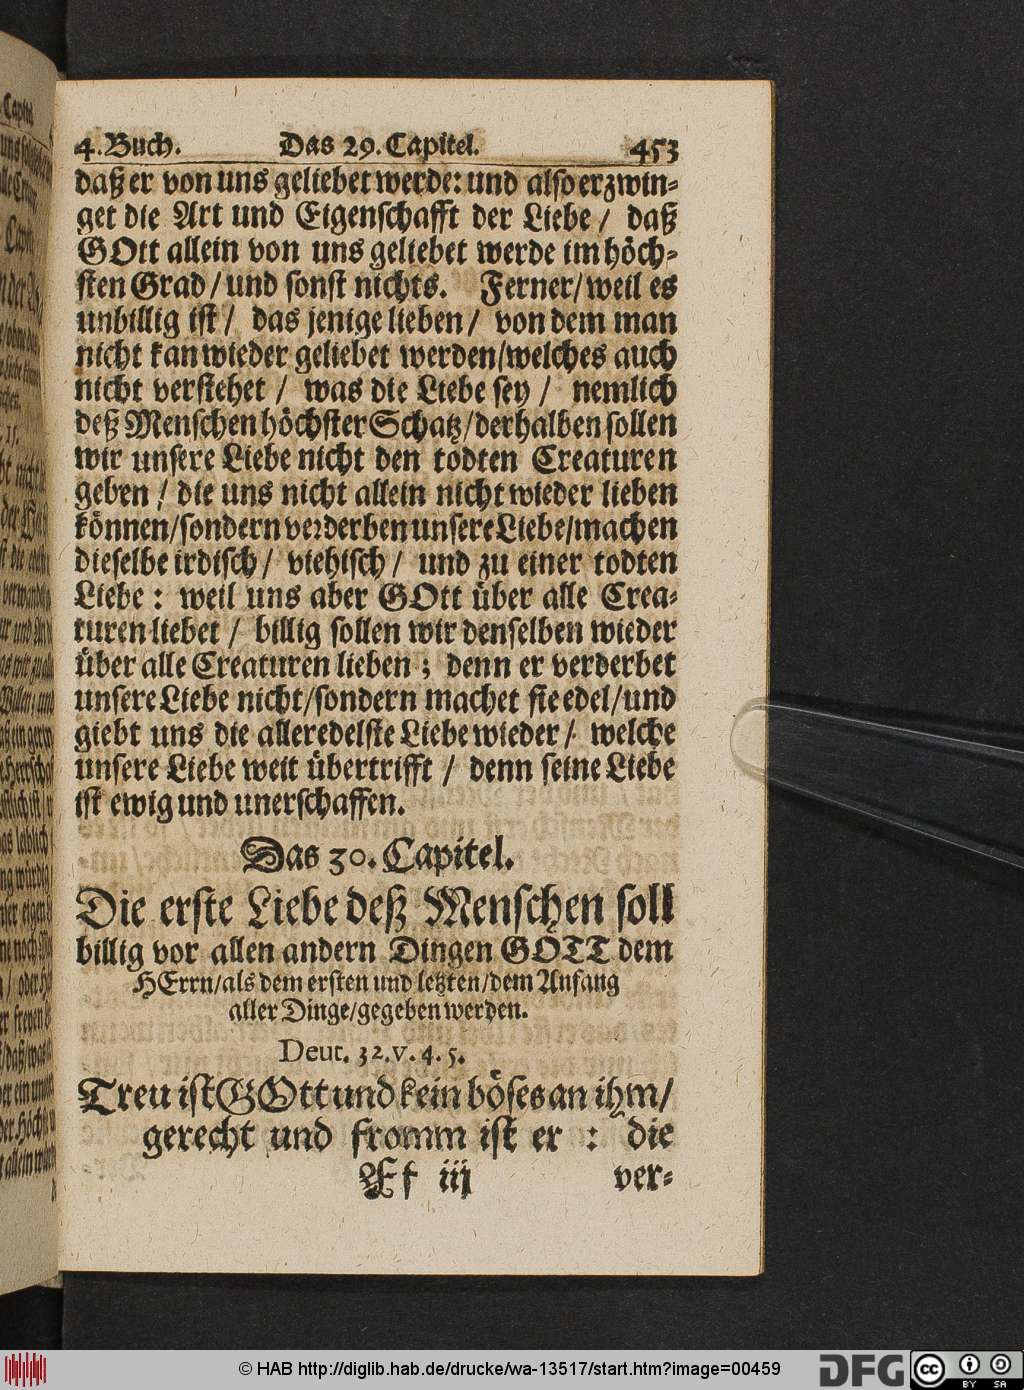 4. Buch. Das 29. Capitel. 453
daß er von uns geliebet werde: und also erzwin-
get die Art und Eigenschafft der Liebe / daß
GOtt allein von uns geliebet werde im höch-
sten Grad / und sonst nichts. Ferner / weil es
unbillig ist / das jenige lieben / von dem man
nicht kan wieder geliebet werden / welches auch
nicht verstehet / was die Liebe sey / nemlich
deß Menschen höchster Schatz / derhalben sollen
wir unsere Liebe nicht den todten Creaturen
geben / die uns nicht allein nicht wieder lieben
können / sondern verderben unsere Liebe / machen
dieselbe irdisch / viehisch / und zu einer todten
Liebe : weil uns aber GOtt über alle Crea-
turen liebet / billig sollen wir denselben wieder
über alle Creaturen lieben ; denn er verderbet
unsere Liebe nicht / sondern machet sie edel / und
giebt uns die alleredelste Liebe wieder / welche
unsere Liebe weit übertrifft / denn seine Liebe
ist ewig und unerschaffen.
Das 30. Capitel.
Die erste Liebe deß Menschen soll
billig vor allen andern Dingen GOTT dem
HErrn / als dem ersten und letzten / dem Anfang
aller Dinge / gegeben werden.
Deut. 32. v. 4. 5.
Treu ist GOtt und kein böses an ihm /
gerecht und fromm ist er : die
Ff iij ver-
© HAB http://diglib.hab.de/drucke/wa-13517/start.htm?image=00459
DFG cc BY SA